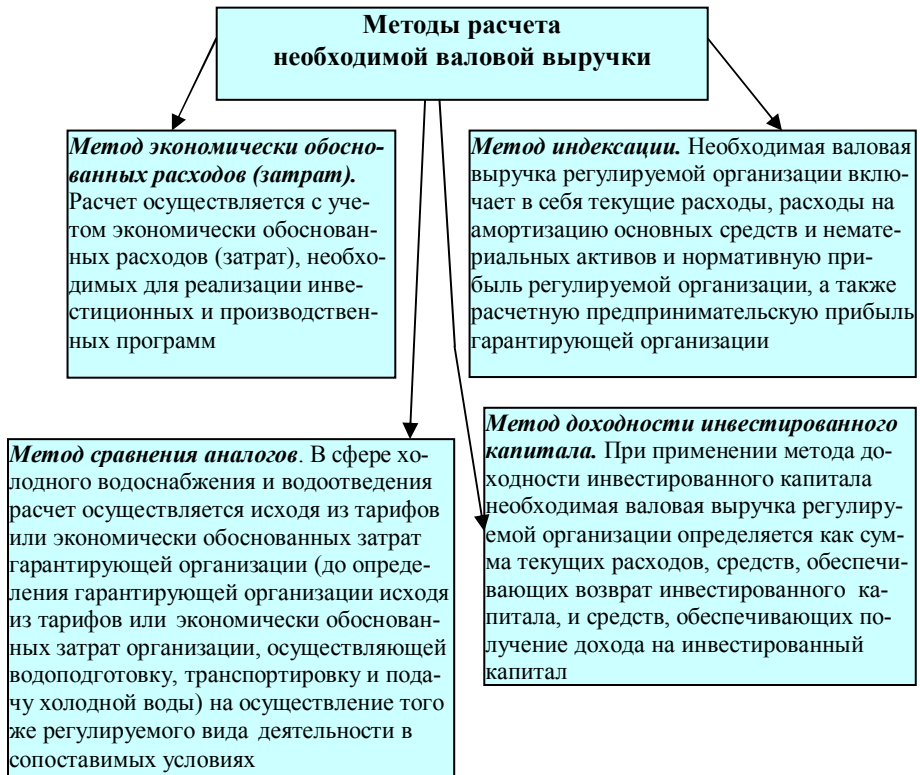 Методы расчета
необходимой валовой выручки
Метод экономически обосно-
ванных расходов (затрат).
Расчет осуществляется с уче-
том экономически обоснован-
ных расходов (затрат), необхо-
димых для реализации инве-
стиционных и производствен-
ных программ
Метод индексации. Необходимая валовая
выручка регулируемой организации вклю-
чает в себя текущие расходы, расходы на
амортизацию основных средств и немате-
риальных активов и нормативную при-
быль регулируемой организации, а также
расчетную предпринимательскую прибыль
гарантирующей организации
Метод сравнения аналогов. В сфере хо-
лодного водоснабжения и водоотведения
расчет осуществляется исходя из тарифов
или экономически обоснованных затрат
гарантирующей организации (до опреде-
ления гарантирующей организации исходя
из тарифов или экономически обоснован-
ных затрат организации, осуществляющей
водоподготовку, транспортировку и пода-
чу холодной воды) на осуществление того
же регулируемого вида деятельности в
сопоставимых условиях
Метод доходности инвестированного
капитала. При применении метода до-
ходности инвестированного капитала
необходимая валовая выручка регулиру-
емой организации определяется как сум-
ма текущих расходов, средств, обеспечи-
вающих возврат инвестированного ка-
питала, и средств, обеспечивающих по-
лучение дохода на инвестированный
капитал